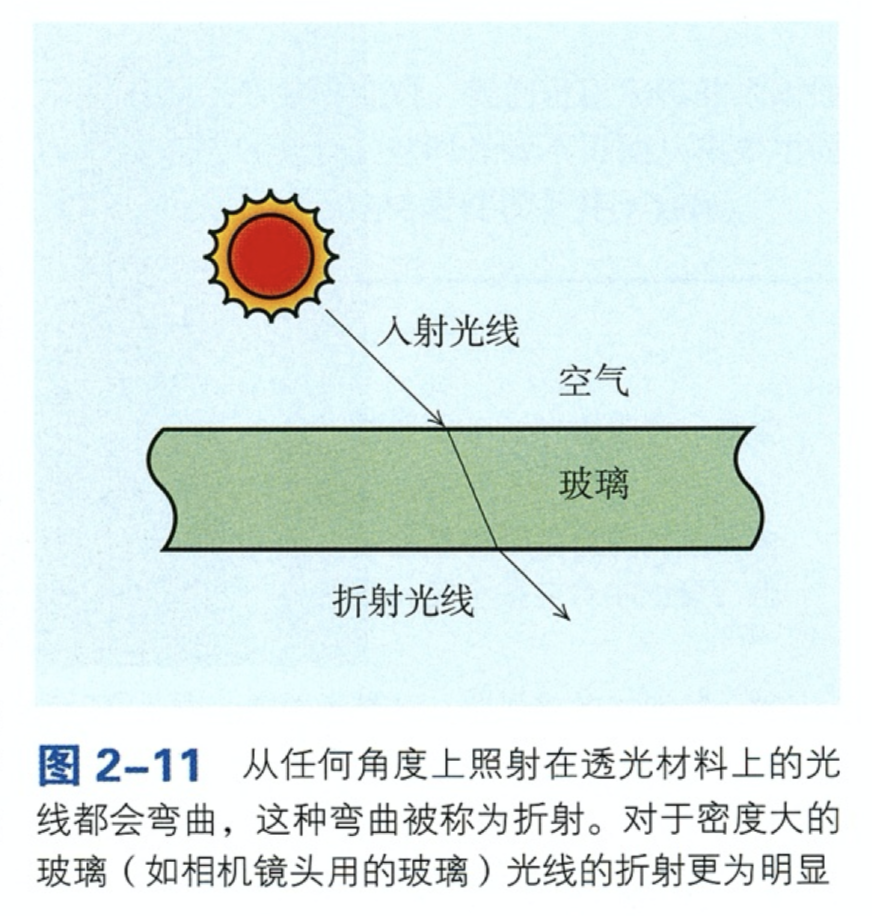 入射光线
空气
玻璃
折射光线
图 2-11 从任何角度上照射在透光材料上的光
线都会弯曲，这种弯曲被称为折射。对于密度大的
玻璃（如相机镜头用的玻璃）光线的折射更为明显